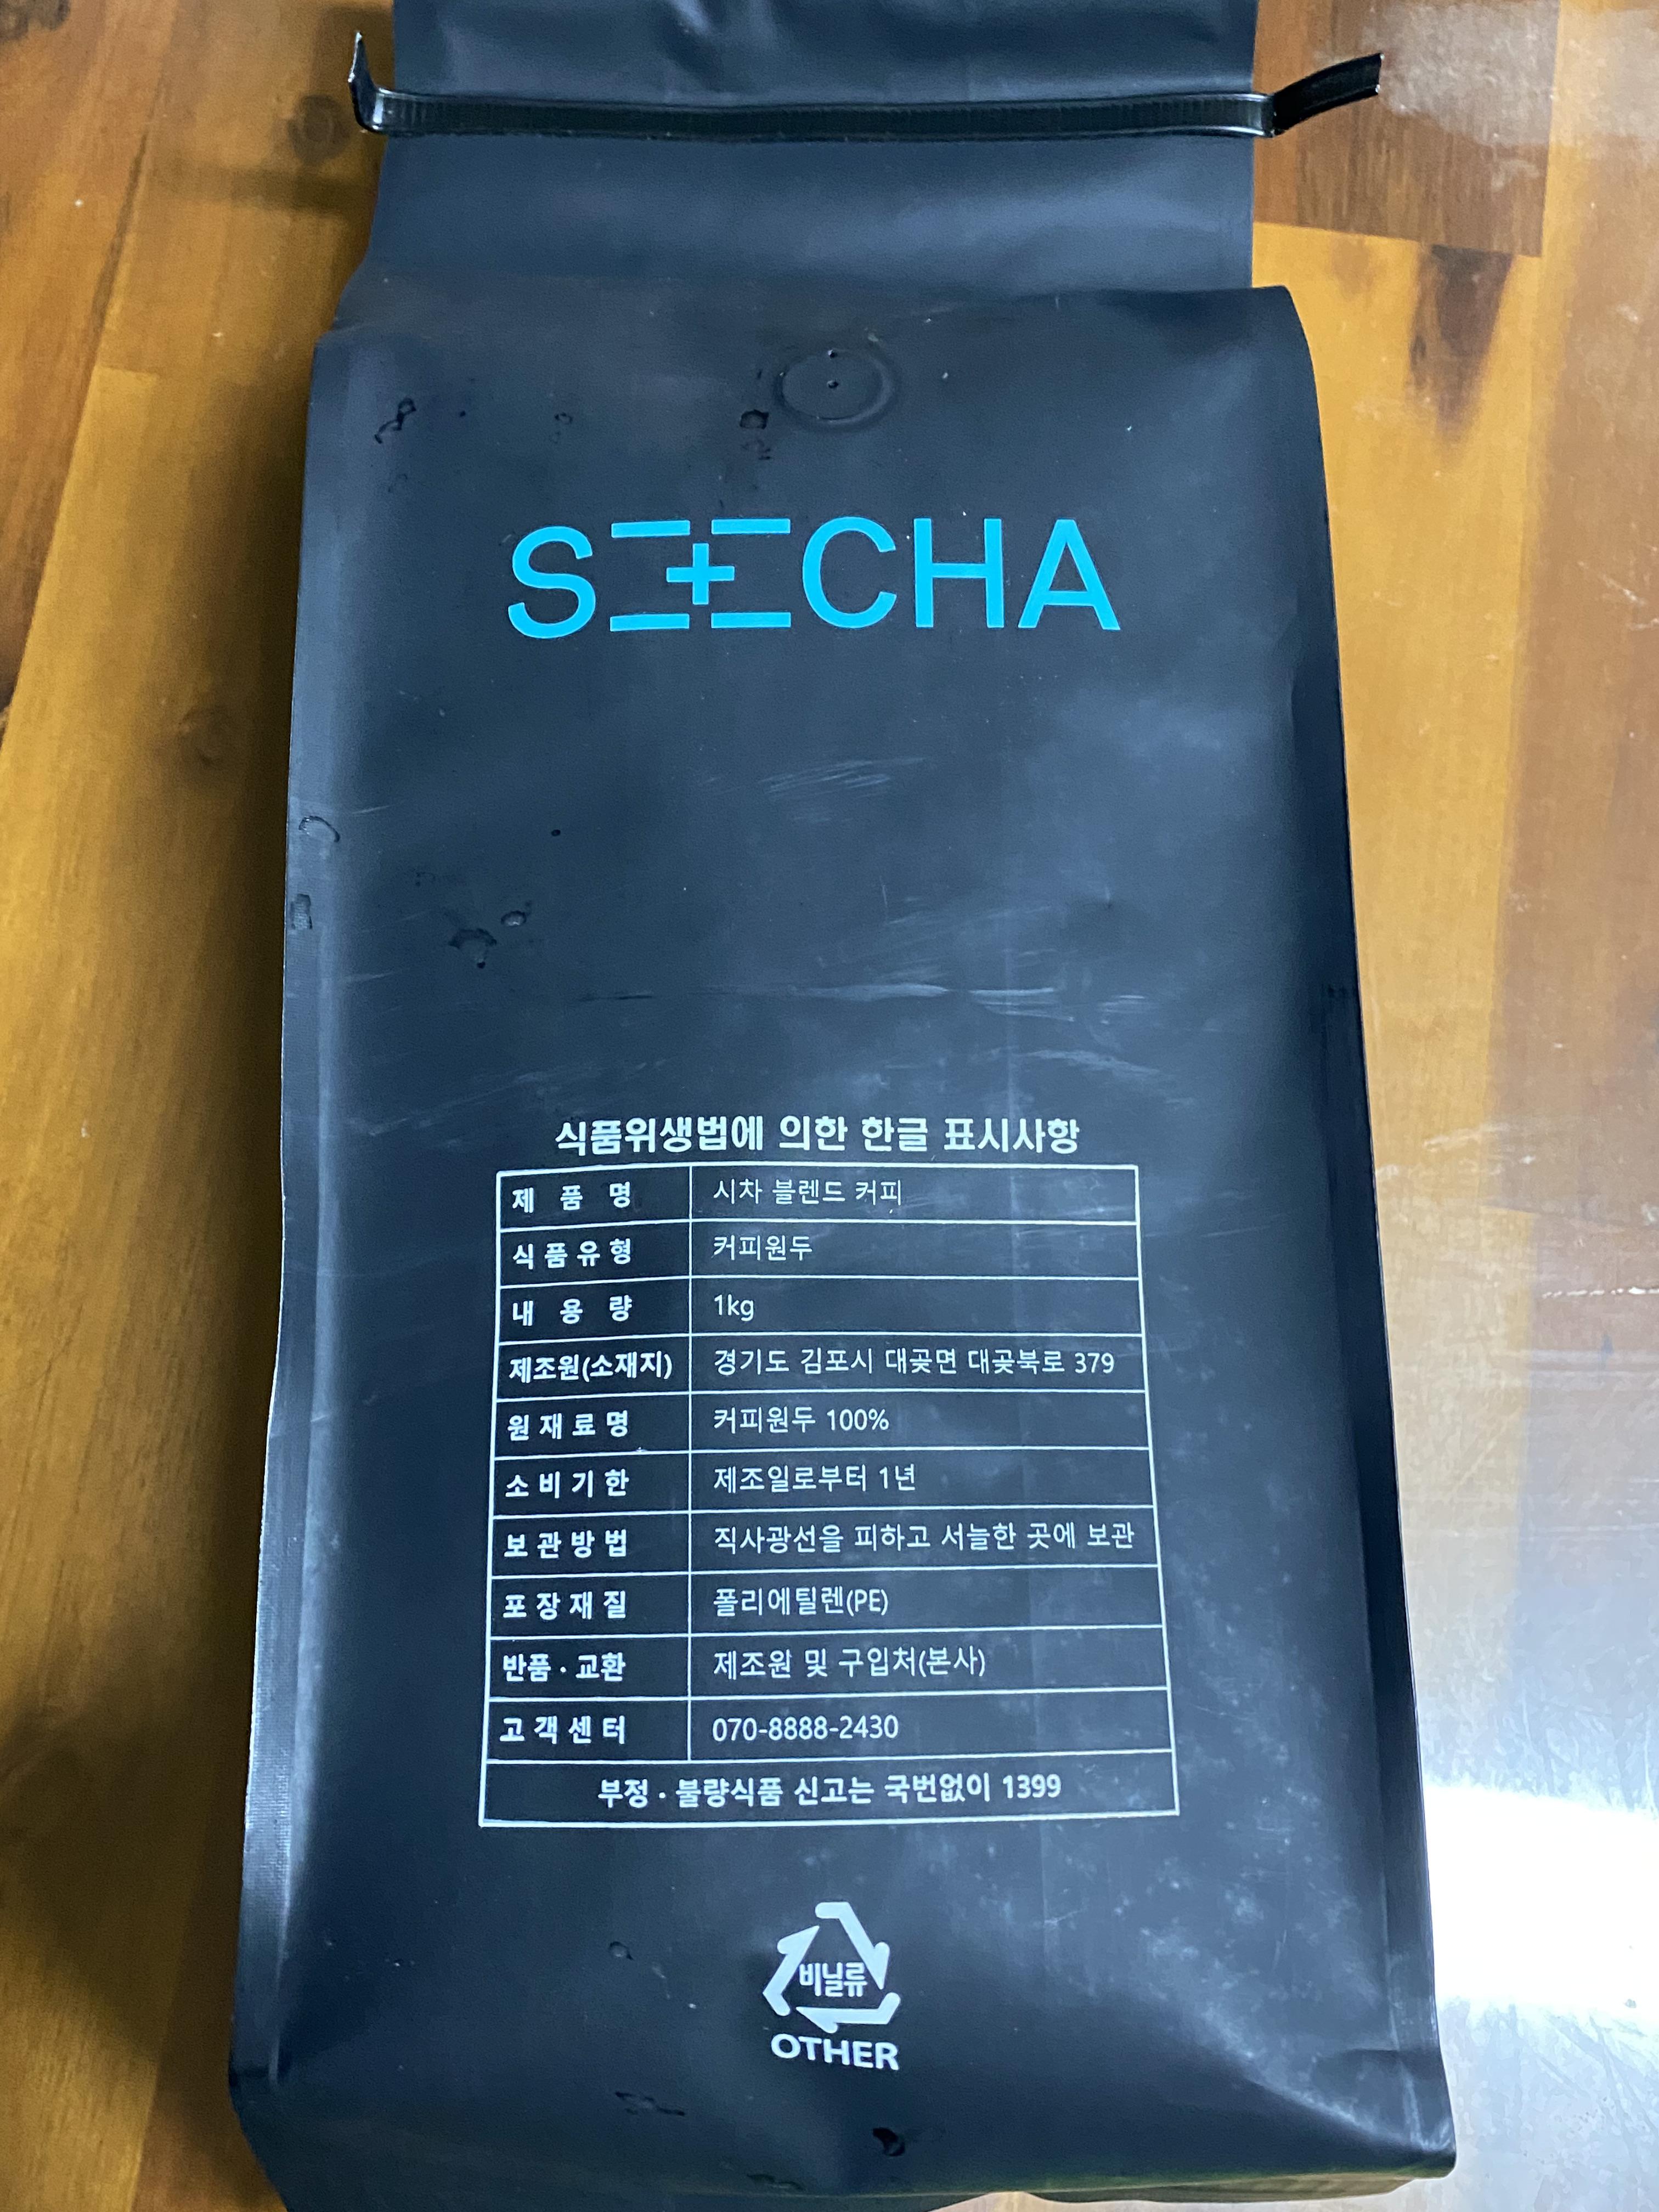 SEECHA
식품위생법에 의한 한글 표시사항
제 품 명 시차 블렌드 커피
식품유형 커피원두
내 용 량 1kg
제조원(소재지) 경기도 김포시 대곶면 대곶북로 379
원재료명 커피원두 100%
소비기한 제조일로부터 1년
보관방법 직사광선을 피하고 서늘한 곳에 보관
포장재질 폴리에틸렌(PE)
반품·교환 제조원 및 구입처(본사)
고객센터 070-8888-2430
부정·불량식품 신고는 국번없이 1399
비닐류
OTHER